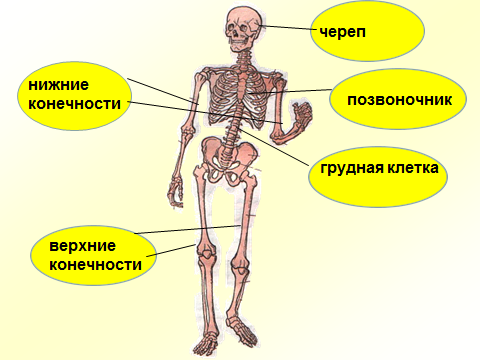 череп
нижние
конечности
позвоночник
грудная клетка
верхние
конечности